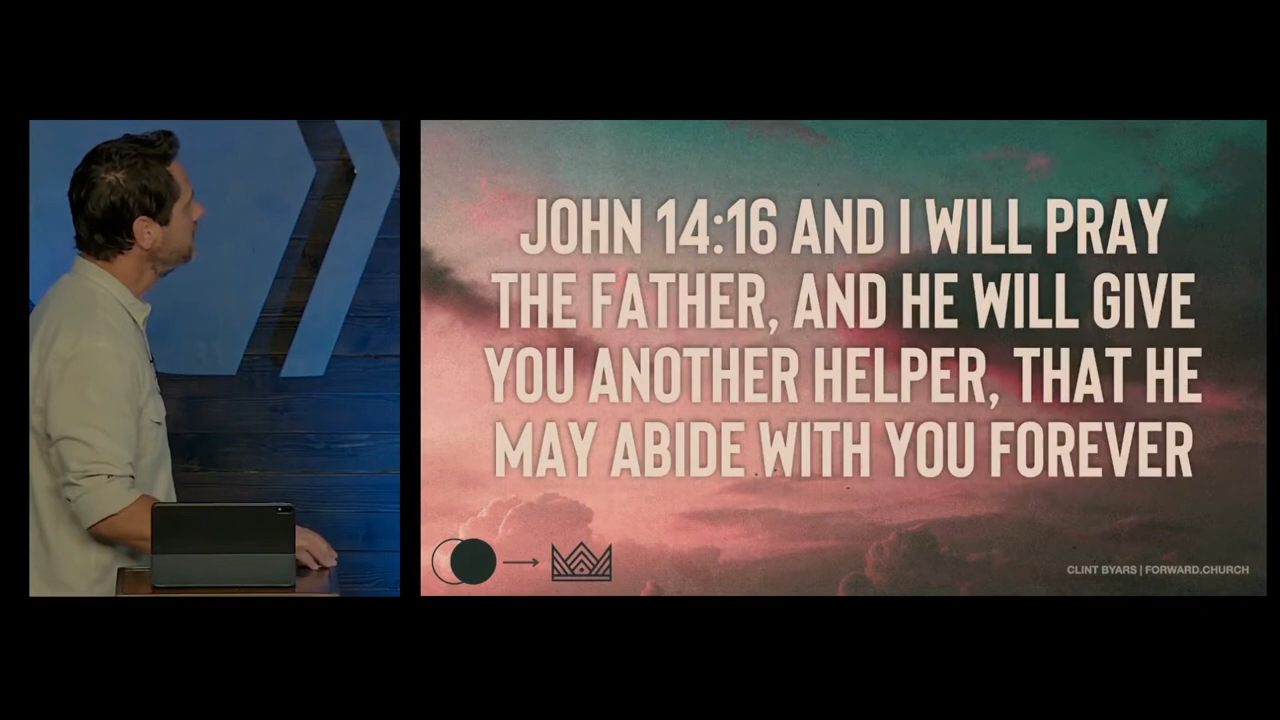 JOHN 14:16 AND I WILL PRAY
THE FATHER, AND HE WILL GIVE
YOU ANOTHER HELPER, THAT HE
MAY ABIDE WITH YOU FOREVER
CLINT BYARS | FORWARD.CHURCH